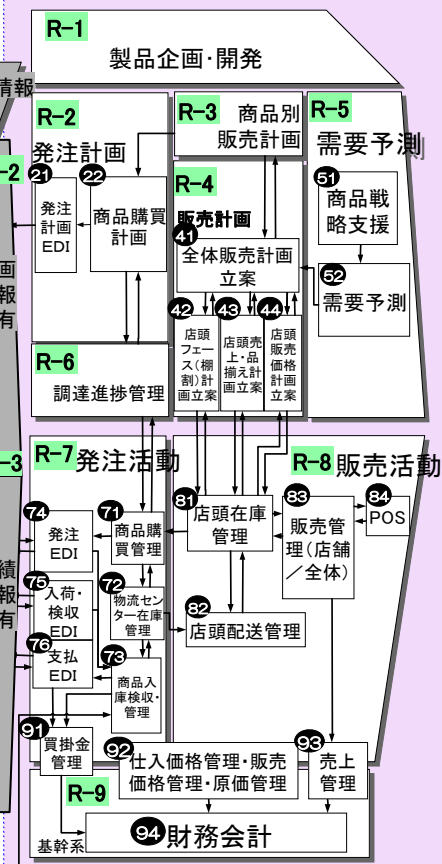 R-1
製品企画・開発
情報
R-2
発注計画
R-3
商品別
販売計画
R-5
需要予測
-2
21
発注
計画
EDI
22
商品購買
計画
R-4
販売計画
41
全体販売計画
立案
51
商品戦
略支援
52
需要予測
画
報
有
42
店頭
フェー
ス(棚
割)計
画立案
43
店頭売
上・品
揃え計
画立案
44
店頭
販売
価格
計画
立案
R-6
調達進捗管理
-3
R-7
発注活動
R-8
販売活動
74
発注
EDI
71
商品購
買管理
81
店頭在庫
管理
83
販売管
理(店舗
/全体)
84
POS
績
報
有
75
入荷・
検収
EDI
72
物流セン
ター在庫
管理
82
店頭配送管理
76
支払
EDI
73
商品入
庫検収・
管理
91
買掛金
管理
92
仕入価格管理・販売
価格管理・原価管理
93
売上
管理
R-9
94
財務会計
基幹系